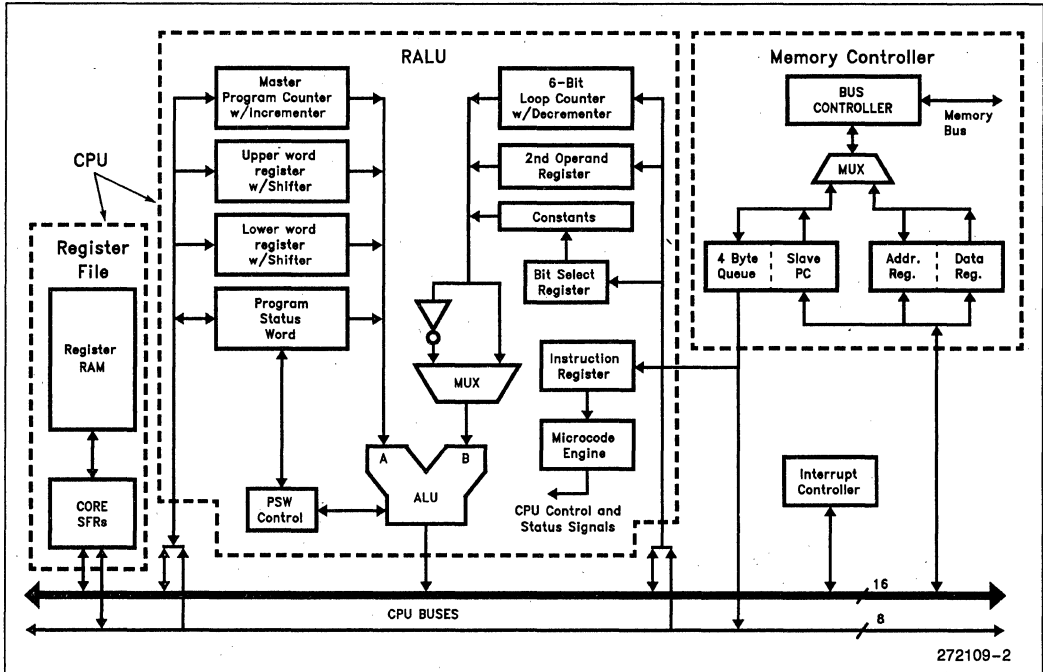 RALU
Master
Program Counter
w/Incrementer
Upper word
register
w/Shifter
Lower word
register
w/Shifter
Program
Status
Word
PSW
Control
6-Bit
Loop Counter
w/Decrementer
2nd Operand
Register
Constants
Bit Select
Register
MUX
A
B
ALU
Instruction
Register
Microcode
Engine
CPU Control and
Status Signals
CPU
Register
File
Register
RAM
CORE
SFRs
Memory Controller
BUS
CONTROLLER
Memory
Bus
MUX
4 Byte
Queue
Slave
PC
Addr.
Reg.
Data
Reg.
Interrupt
Controller
16
CPU BUSES
8
272109-2